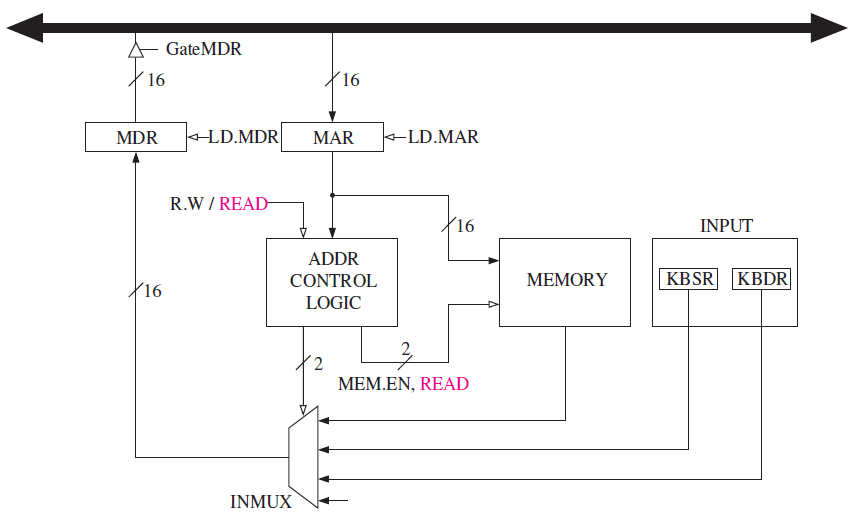 GateMDR
16
16
MDR
LD.MDR
MAR
LD.MAR
R.W / READ
16
INPUT
ADDR
CONTROL
LOGIC
MEMORY
KBSR
KBDR
16
2
2
MEM.EN, READ
INMUX